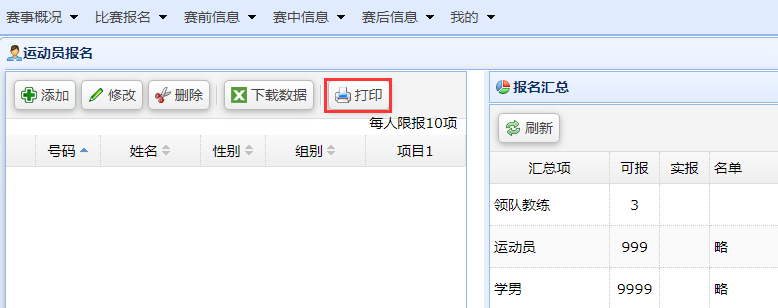 赛事概况 比赛报名 赛前信息 赛中信息 赛后信息 我的
运动员报名
添加 修改 删除 下载数据 打印
每人限报10项
号码 姓名 性别 组别 项目1
报名汇总
刷新
汇总项 可报 实报 名单
领队教练 3
运动员 999 略
学男 9999 略